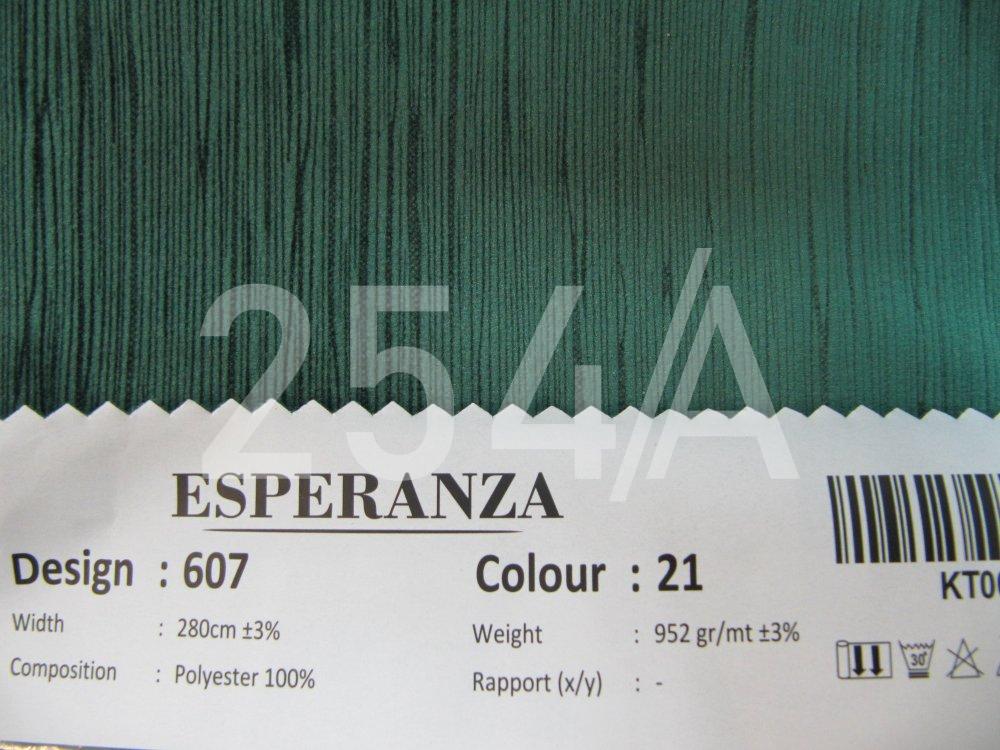 254/A
ESPERANZA
Design : 607
Colour : 21
Width : 280cm ±3%
Weight : 952 gr/mt ±3%
Composition : Polyester 100%
Rapport (x/y) : -
30°